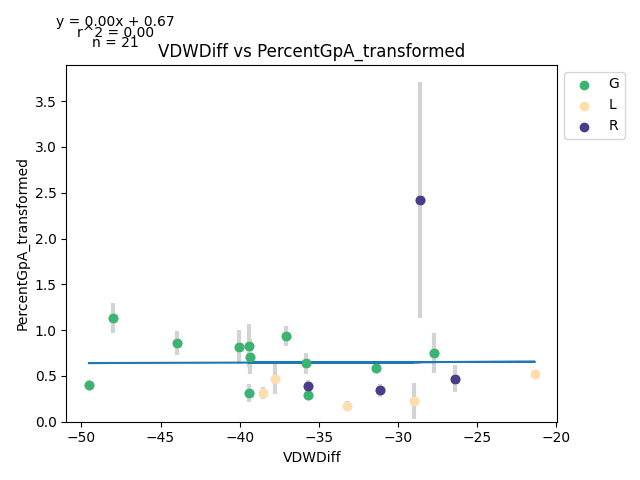 y = 0.00x + 0.67
r^2 = 0.00
n = 21
VDWDiff vs PercentGpA_transformed
G
L
R
PercentGpA_transformed
3.5
3.0
2.5
2.0
1.5
1.0
0.5
0.0
−50
−45
−40
−35
−30
−25
−20
VDWDiff